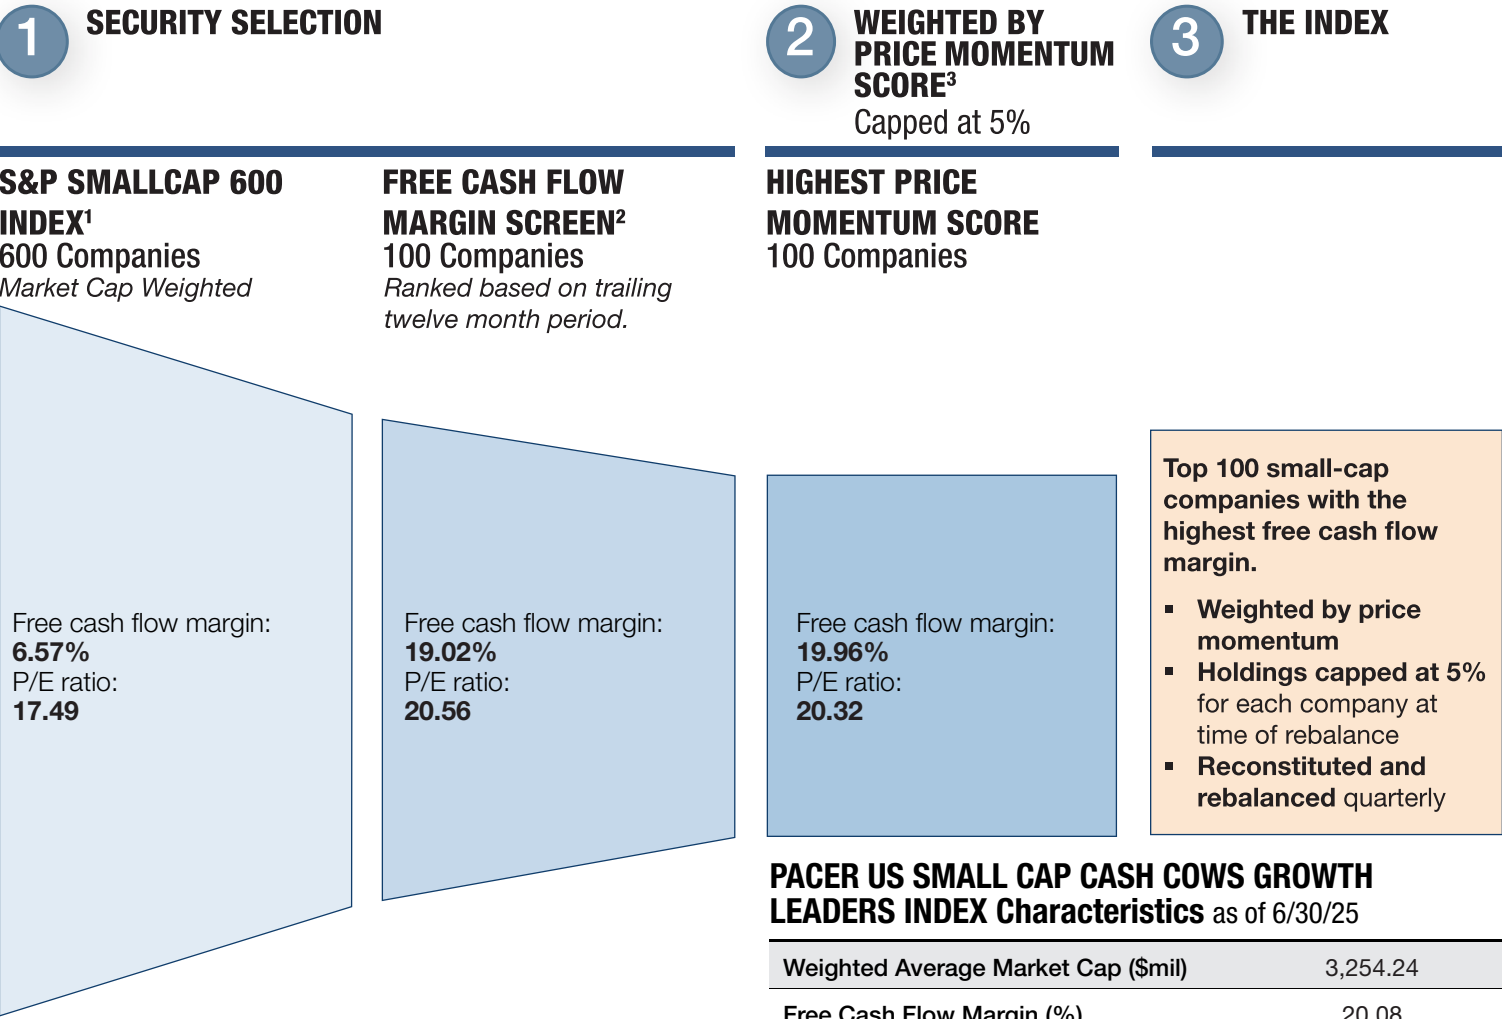 1
SECURITY SELECTION
2
WEIGHTED BY
PRICE MOMENTUM
SCORE³
Capped at 5%
3
THE INDEX
S&P SMALLCAP 600
INDEX¹
600 Companies
Market Cap Weighted
FREE CASH FLOW
MARGIN SCREEN²
100 Companies
Ranked based on trailing
twelve month period.
HIGHEST PRICE
MOMENTUM SCORE
100 Companies
Free cash flow margin:
6.57%
P/E ratio:
17.49
Free cash flow margin:
19.02%
P/E ratio:
20.56
Free cash flow margin:
19.96%
P/E ratio:
20.32
Top 100 small-cap
companies with the
highest free cash flow
margin.
▪ Weighted by price
momentum
▪ Holdings capped at 5%
for each company at
time of rebalance
▪ Reconstituted and
rebalanced quarterly
PACER US SMALL CAP CASH COWS GROWTH
LEADERS INDEX Characteristics as of 6/30/25
Weighted Average Market Cap ($mil) 3,254.24
Free Cash Flow Margin (%) 20.08